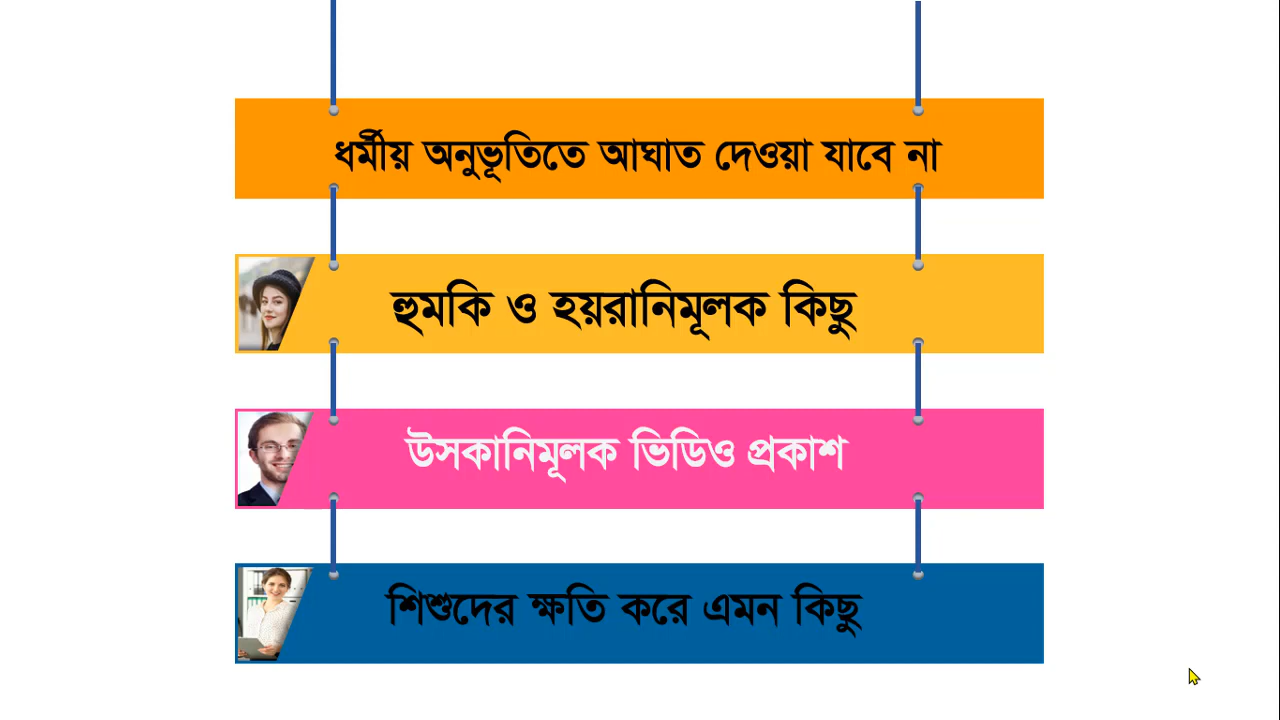 ধর্মীয় অনুভূতিতে আঘাত দেওয়া যাবে না
হুমকি ও হয়রানিমূলক কিছু
উসকানিমূলক ভিডিও প্রকাশ
শিশুদের ক্ষতি করে এমন কিছু